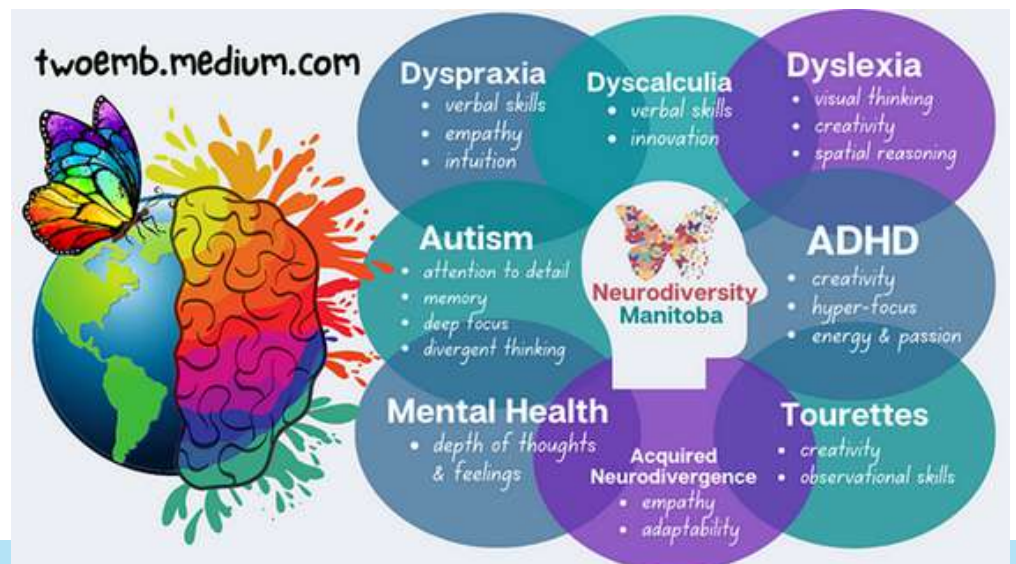 twoemb.medium.com
Dyspraxia
• verbal skills
• empathy
• intuition
Dyscalculia
• verbal skills
• innovation
Dyslexia
• visual thinking
• creativity
• spatial reasoning
Autism
• attention to detail
• memory
• deep focus
• divergent thinking
Neurodiversity
Manitoba
ADHD
• creativity
• hyper-focus
• energy & passion
Mental Health
• depth of thoughts
& feelings
Acquired
Neurodivergence
• empathy
• adaptability
Tourettes
• creativity
• observational skills